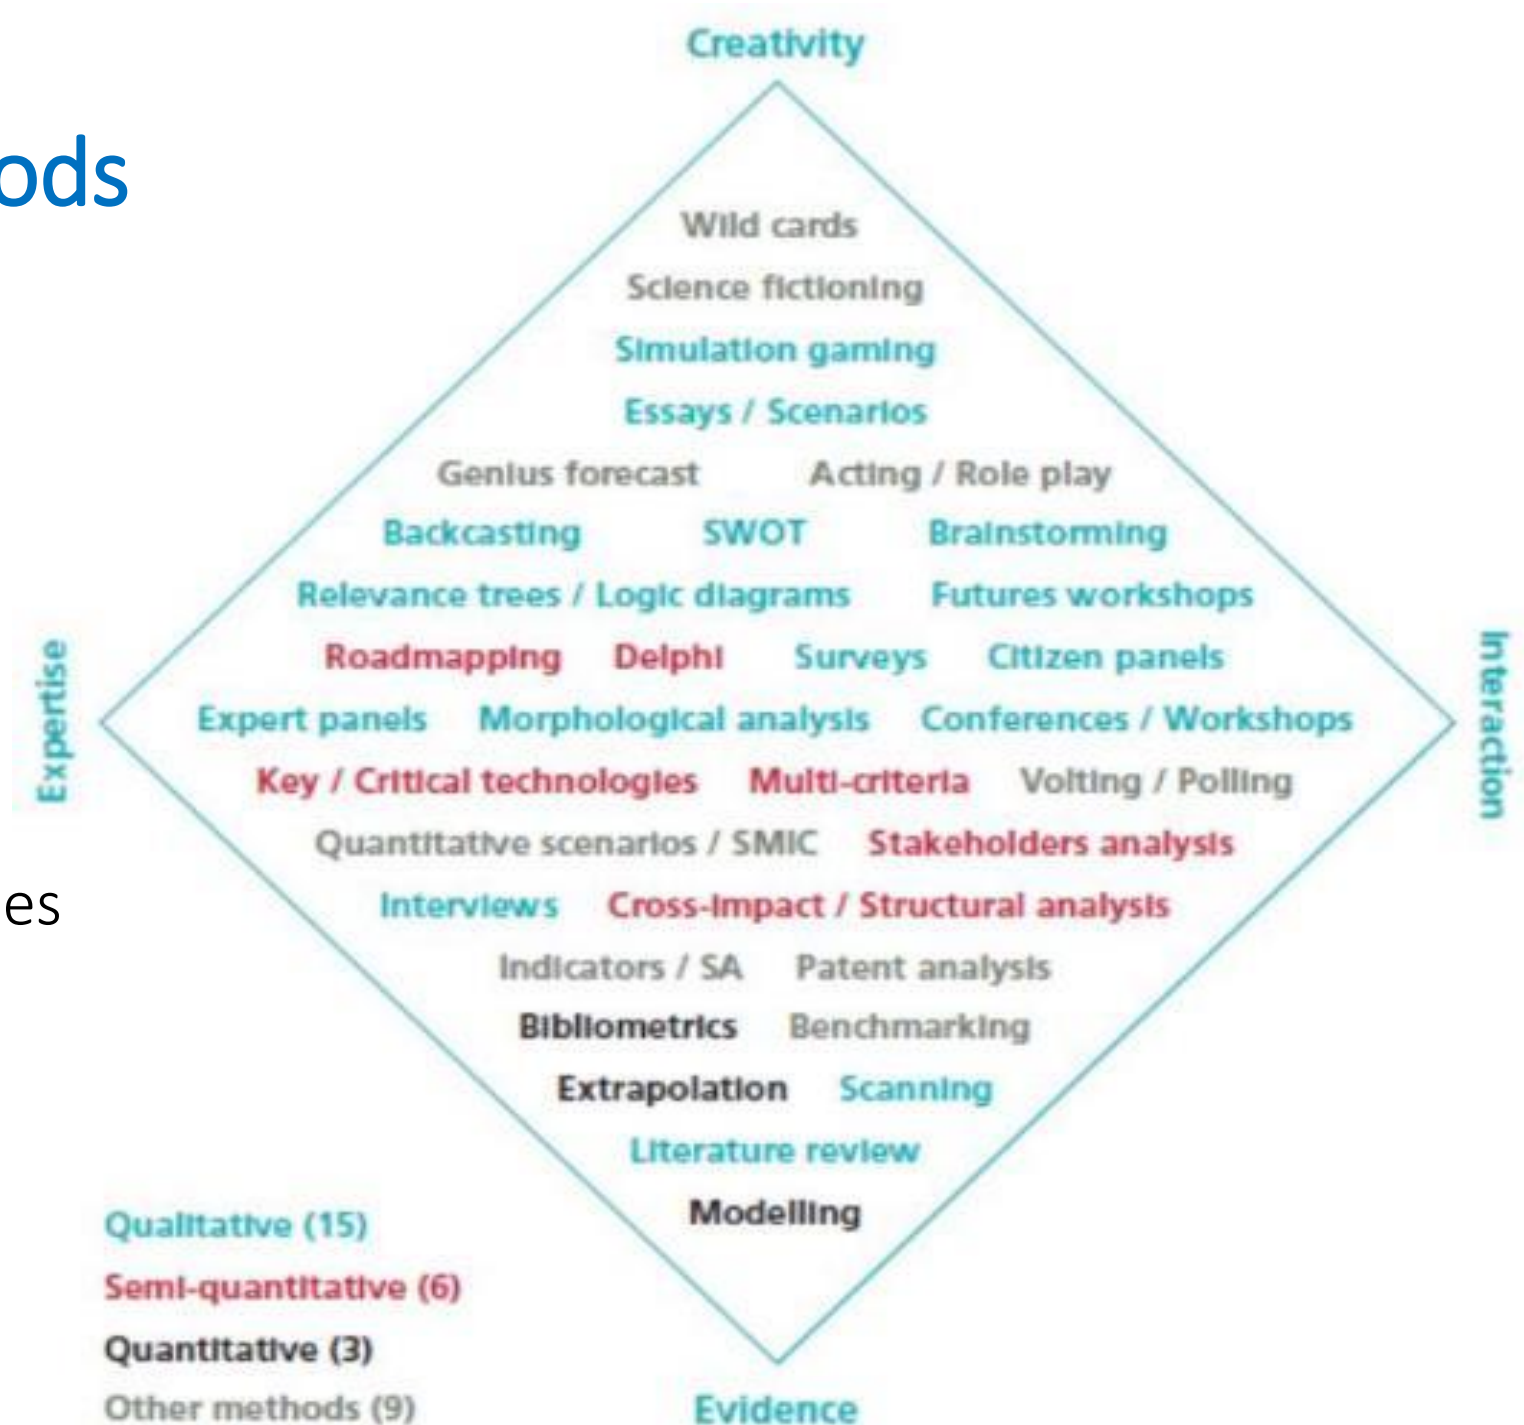 Creativity
ods
Wild cards
Science fictioning
Simulation gaming
Essays / Scenarios
Genius forecast Acting / Role play
Backcasting SWOT Brainstorming
Relevance trees / Logic diagrams Futures workshops
Roadmapping Delphi Surveys Citizen panels
Expertise
Interaction
Expert panels Morphological analysis Conferences / Workshops
Key / Critical technologies Multi-criteria Volting / Polling
Quantitative scenarios / SMIC Stakeholders analysis
es
Interviews Cross-impact / Structural analysis
Indicators / SA Patent analysis
Bibliometrics Benchmarking
Extrapolation Scanning
Literature review
Modelling
Qualitative (15)
Semi-quantitative (6)
Quantitative (3)
Other methods (9)
Evidence